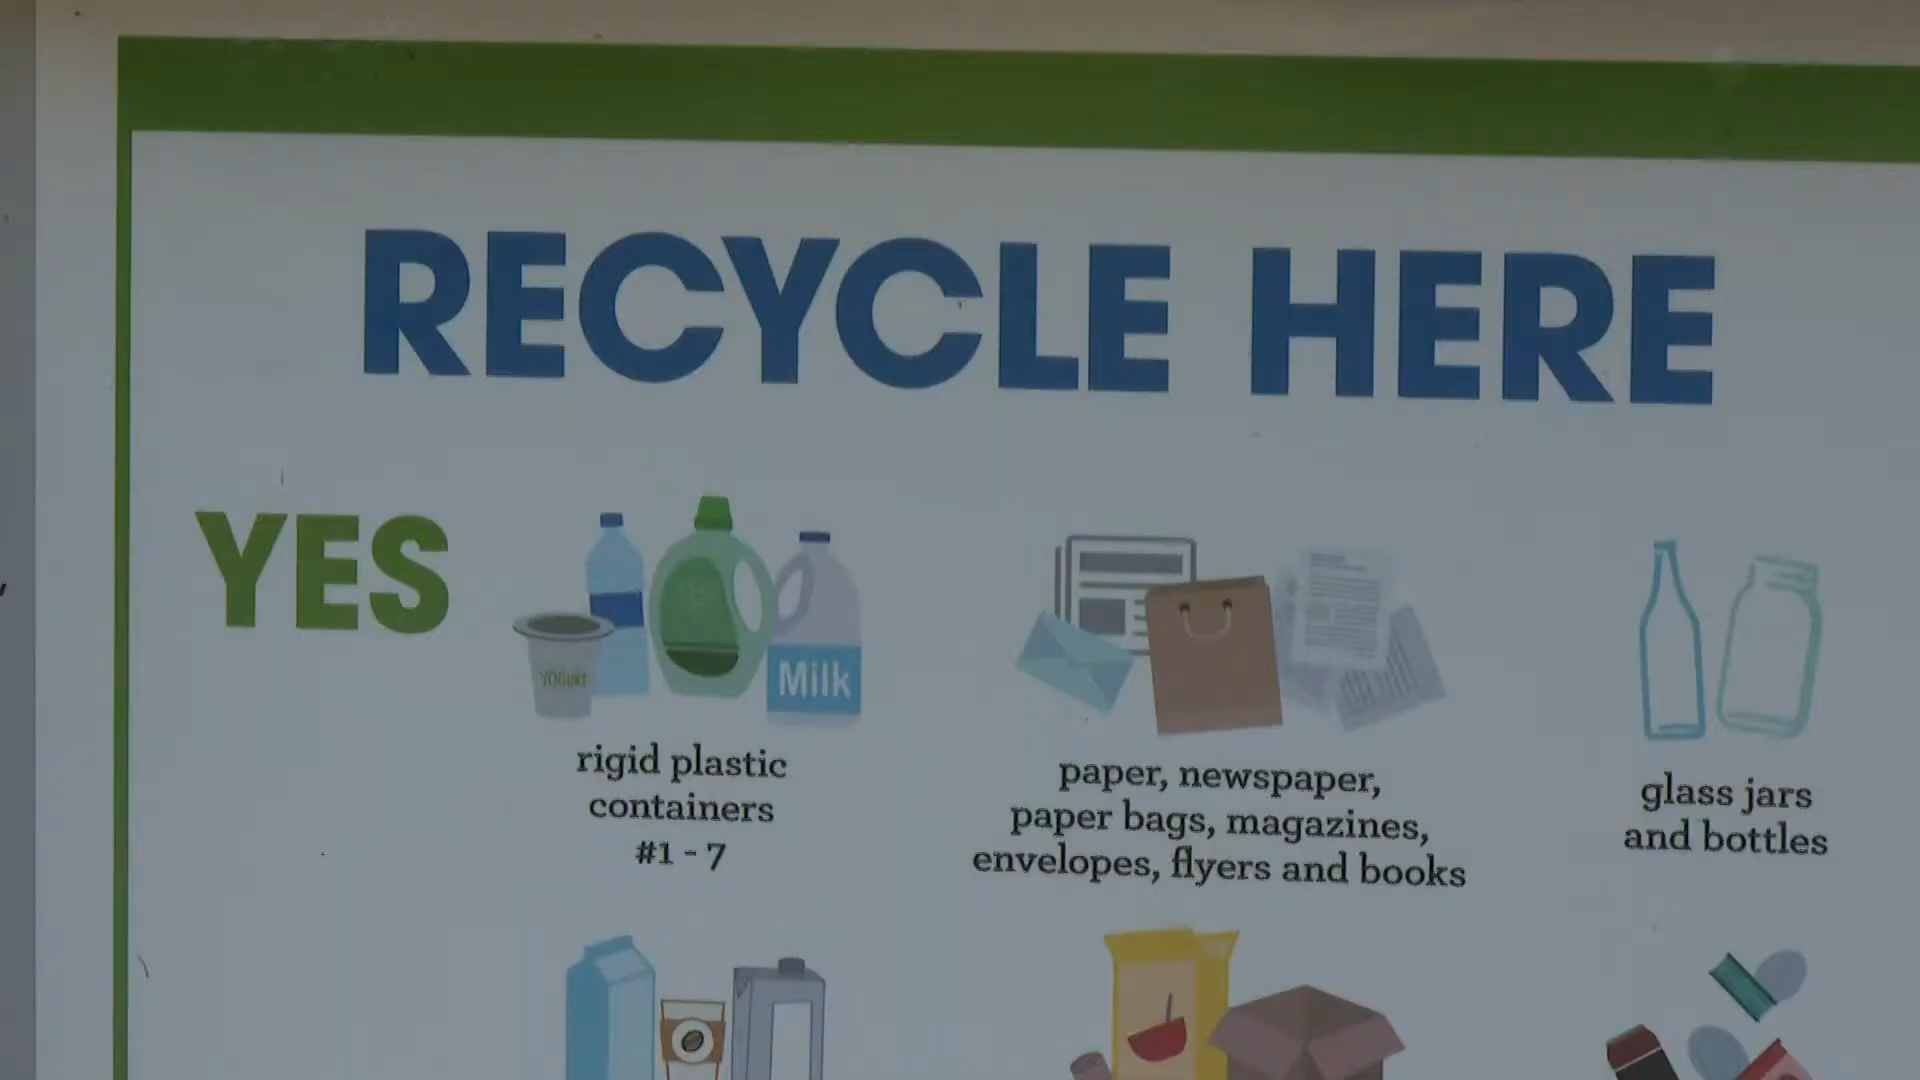 RECYCLE HERE
YES
Yogurt
Milk
rigid plastic
containers
#1 - 7
paper, newspaper,
paper bags, magazines,
envelopes, flyers and books
glass jars
and bottles